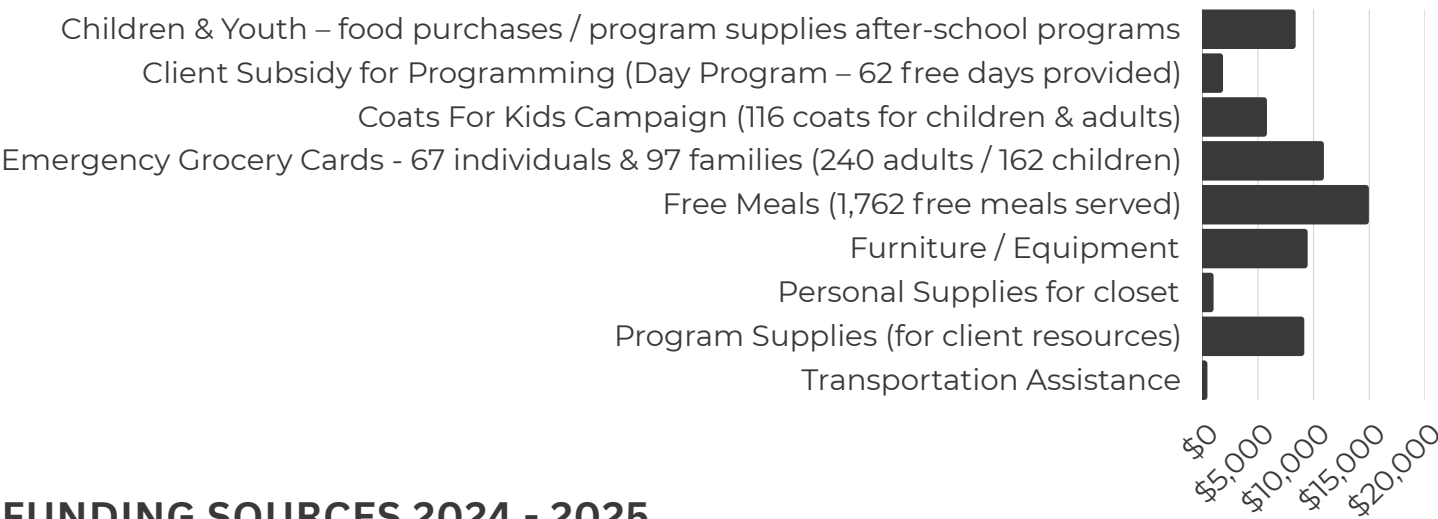 Children & Youth – food purchases / program supplies after-school programs
Client Subsidy for Programming (Day Program – 62 free days provided)
Coats For Kids Campaign (116 coats for children & adults)
Emergency Grocery Cards - 67 individuals & 97 families (240 adults / 162 children)
Free Meals (1,762 free meals served)
Furniture / Equipment
Personal Supplies for closet
Program Supplies (for client resources)
Transportation Assistance
$0
$5,000
$10,000
$15,000
$20,000
FUNDING SOURCES 2024 - 2025